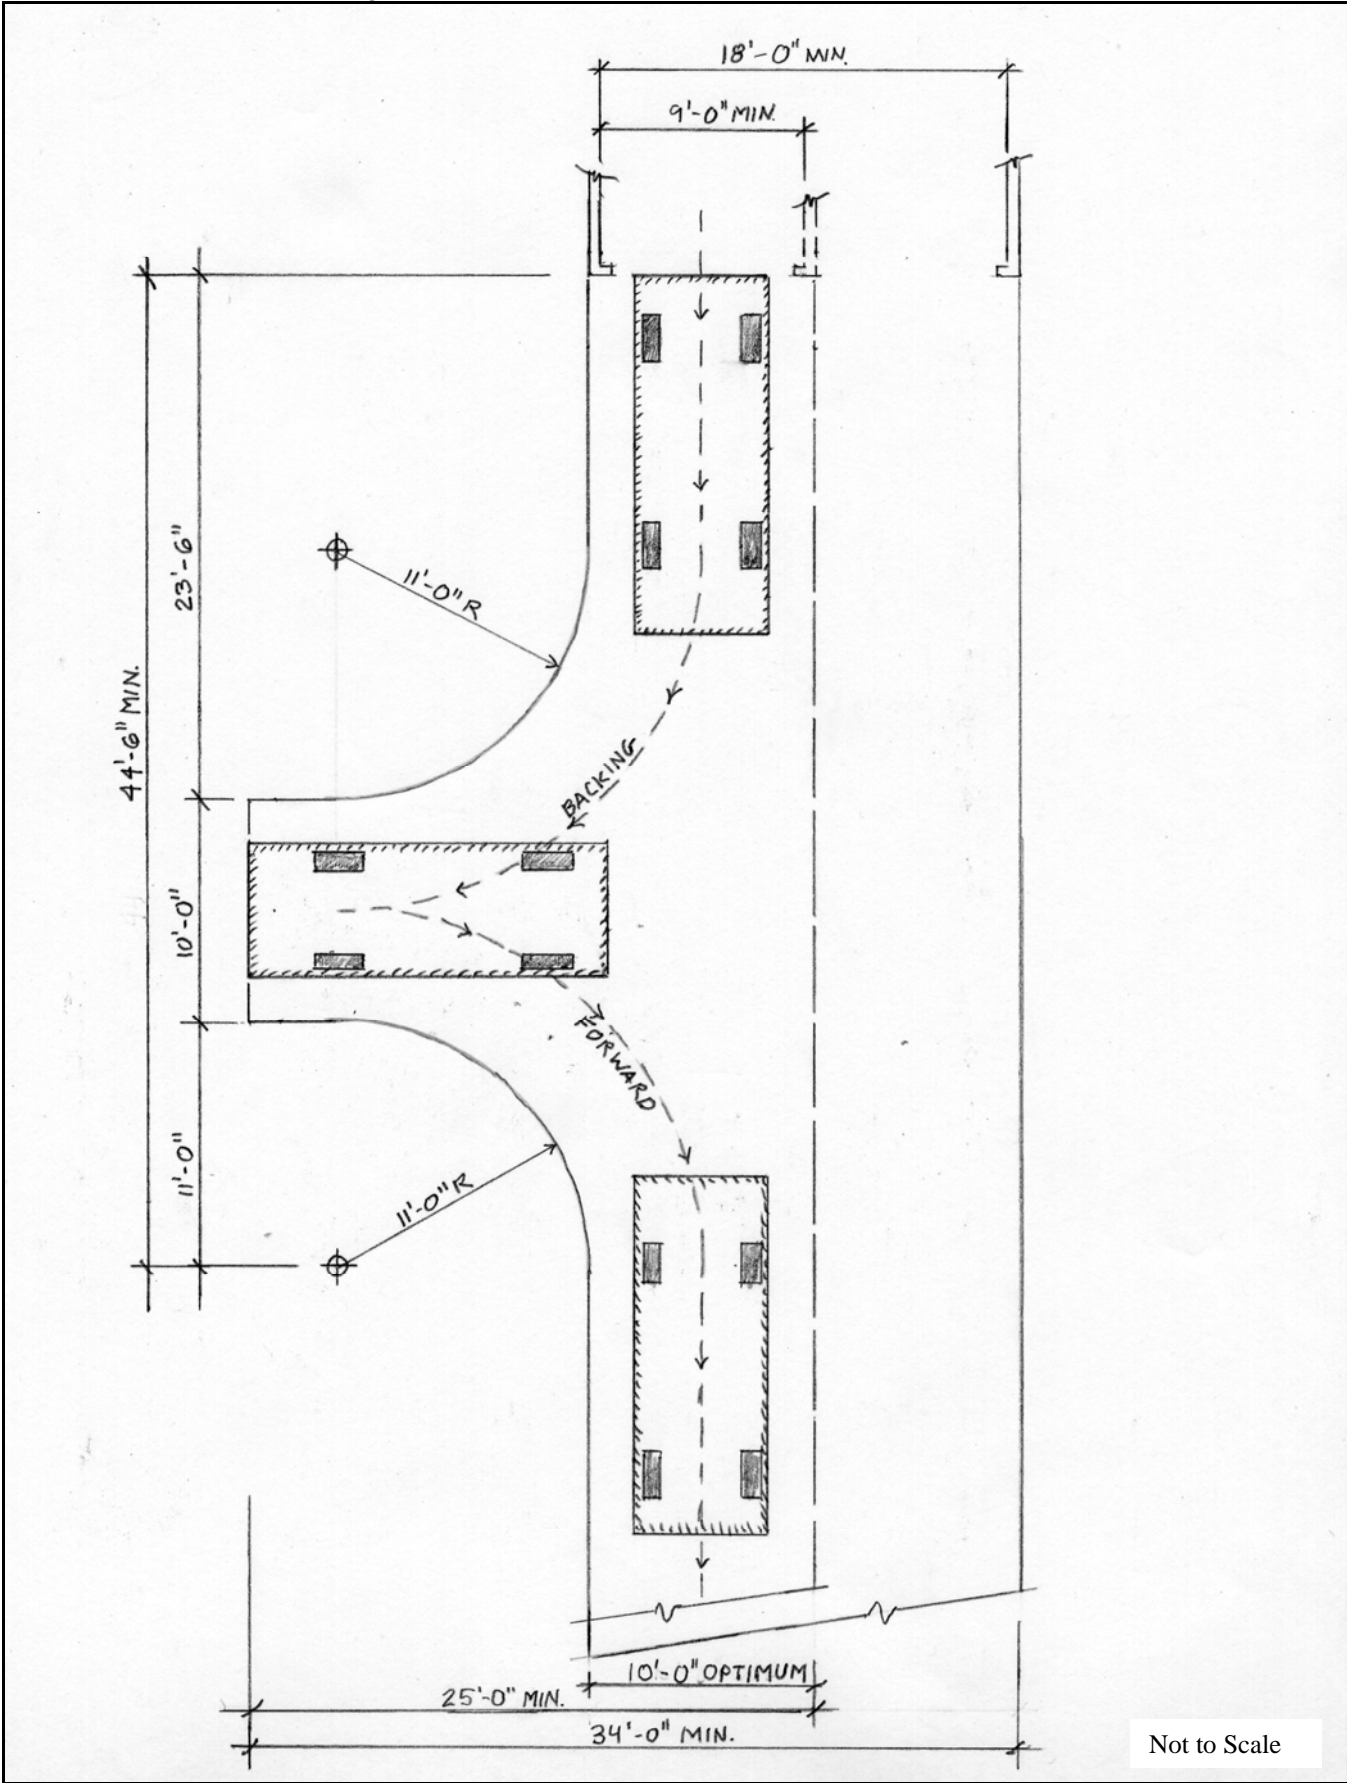 18'-0" MIN.
9'-0" MIN.
23'-6"
11'-0" R
44'-6" MIN.
BACKING
10'-0"
FORWARD
11'-0"
11'-0" R
10'-0" OPTIMUM
25'-0" MIN.
34'-0" MIN.
Not to Scale